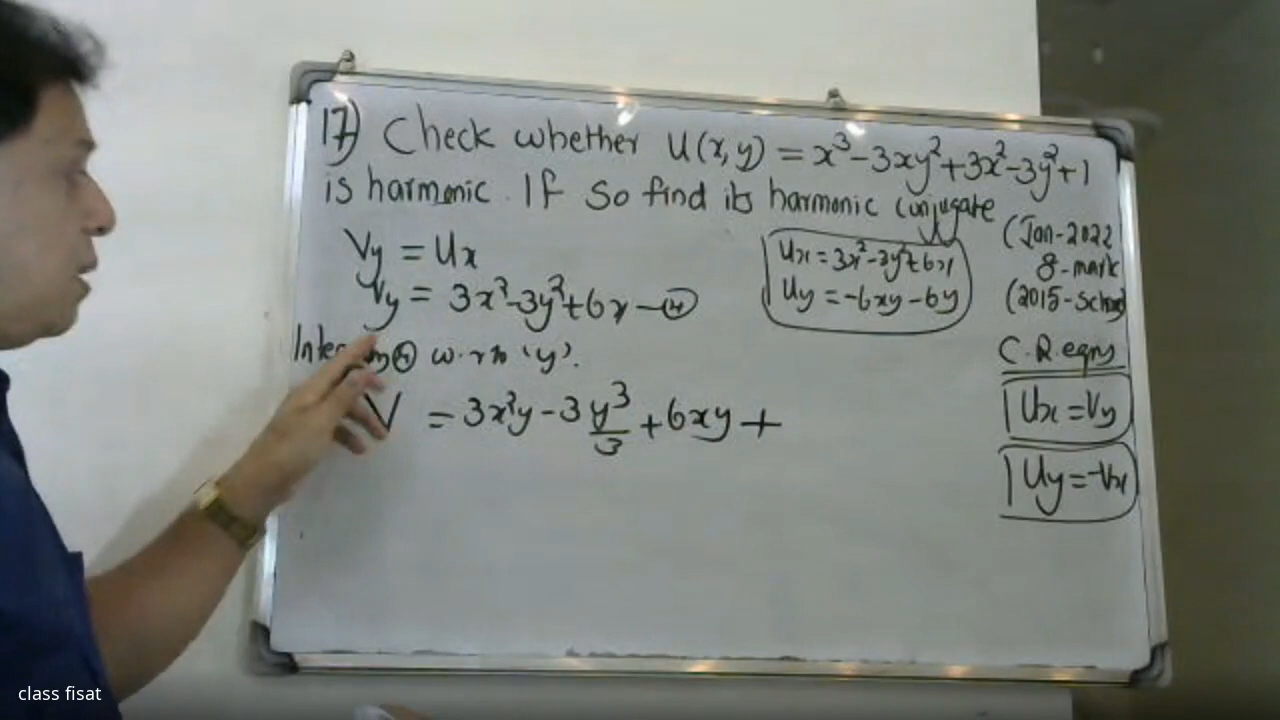 17) Check whether U(x,y) = x³-3xy²+3x²-3y²+1
is harmonic. If so find its harmonic conjugate
(Jan-2022
8-mark
(2015-Scheme
Vy = Ux
Vy = 3x²-3y²+6x —④
Ux = 3x²-3y²+6x
Uy = -6xy-6y
④ w.r.to 'y'.
V = 3x²y - 3 y³/3 + 6xy +
C.R eqns
Ux = Vy
Uy = -Vx
class fisat